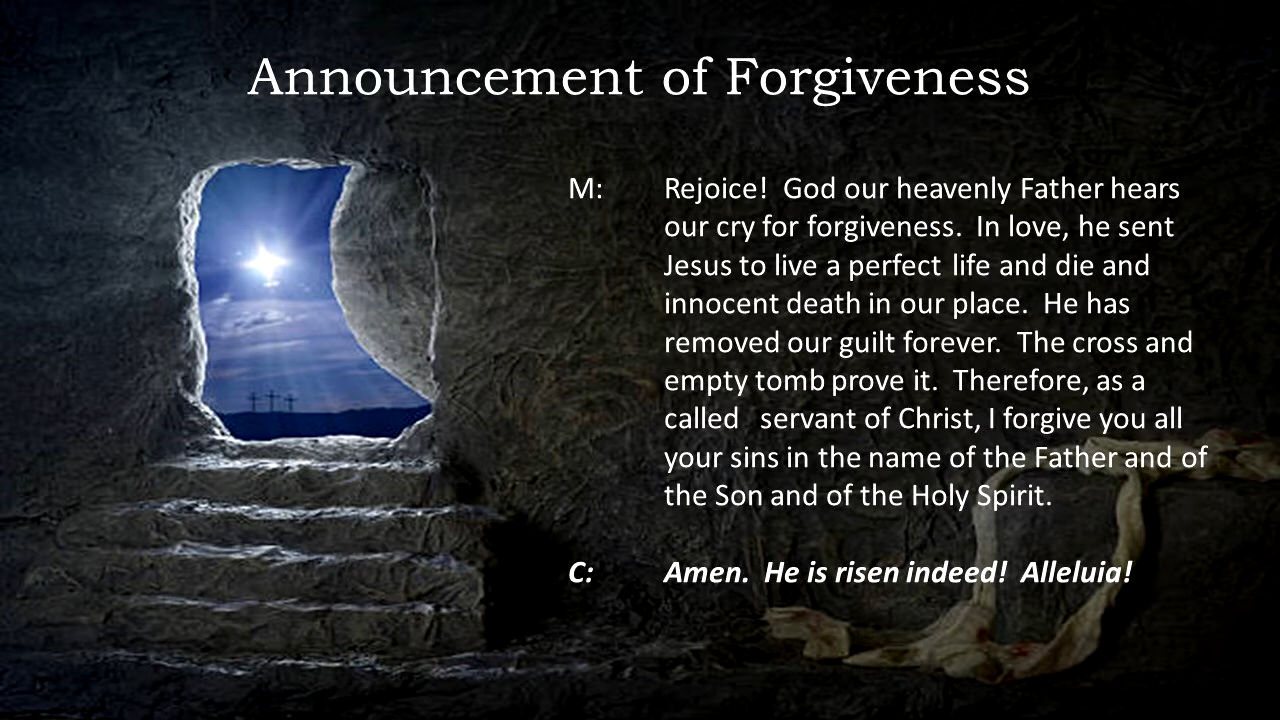 Announcement of Forgiveness
M: Rejoice!  God our heavenly Father hears
our cry for forgiveness.  In love, he sent
Jesus to live a perfect life and die and
innocent death in our place.  He has
removed our guilt forever.  The cross and
empty tomb prove it.  Therefore, as a
called   servant of Christ, I forgive you all
your sins in the name of the Father and of
the Son and of the Holy Spirit.
C: Amen.  He is risen indeed!  Alleluia!